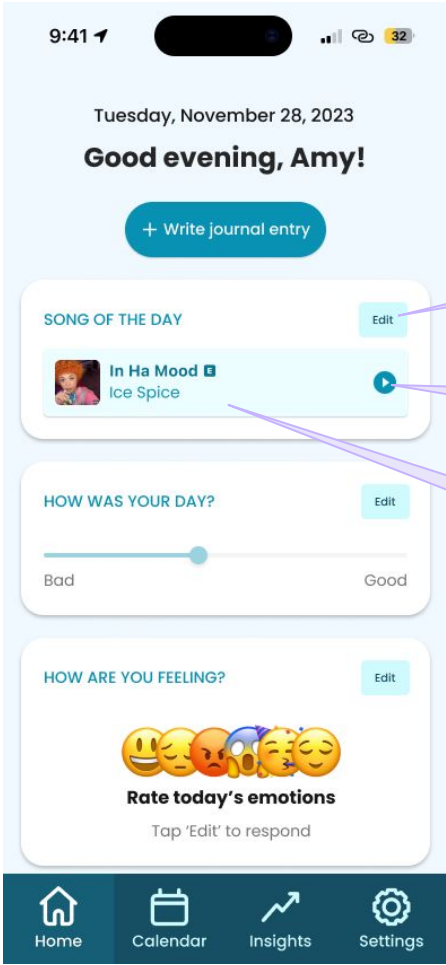 9:41
32
Tuesday, November 28, 2023
Good evening, Amy!
+ Write journal entry
SONG OF THE DAY
Edit
In Ha Mood E
Ice Spice
HOW WAS YOUR DAY?
Edit
Bad
Good
HOW ARE YOU FEELING?
Edit
Rate today’s emotions
Tap ‘Edit’ to respond
Home
Calendar
Insights
Settings